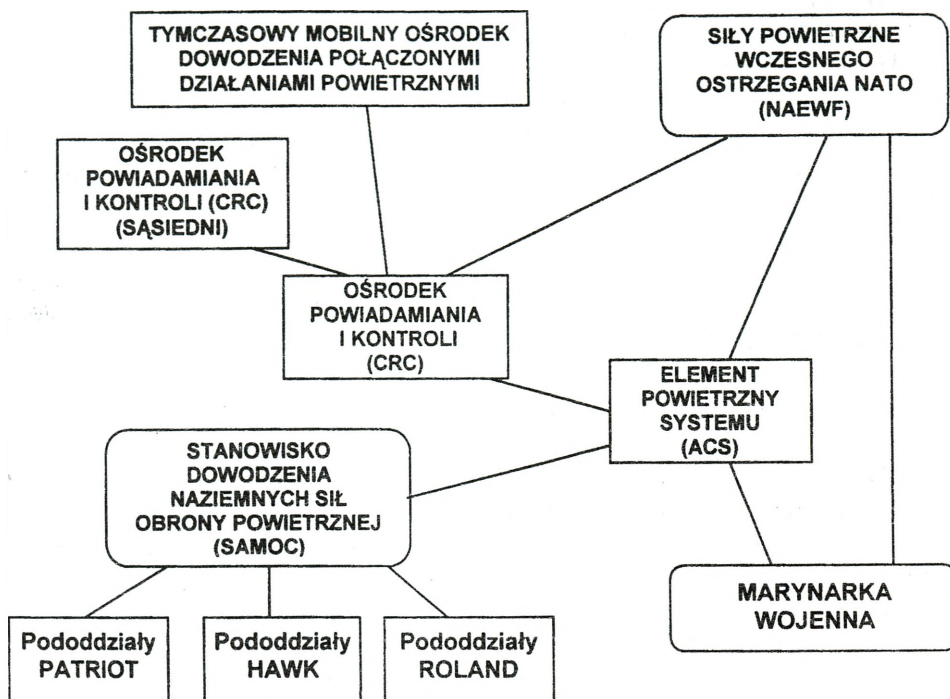 TYMCZASOWY MOBILNY OŚRODEK
DOWODZENIA POŁĄCZONYMI
DZIAŁANIAMI POWIETRZNYMI
SIŁY POWIETRZNE
WCZESNEGO
OSTRZEGANIA NATO
(NAEWF)
OŚRODEK
POWIADAMIANIA
I KONTROLI (CRC)
(SĄSIEDNI)
OŚRODEK
POWIADAMIANIA
I KONTROLI
(CRC)
ELEMENT
POWIETRZNY
SYSTEMU
(ACS)
STANOWISKO
DOWODZENIA
NAZIEMNYCH SIŁ
OBRONY POWIETRZNEJ
(SAMOC)
MARYNARKA
WOJENNA
Pododdziały
PATRIOT
Pododdziały
HAWK
Pododdziały
ROLAND